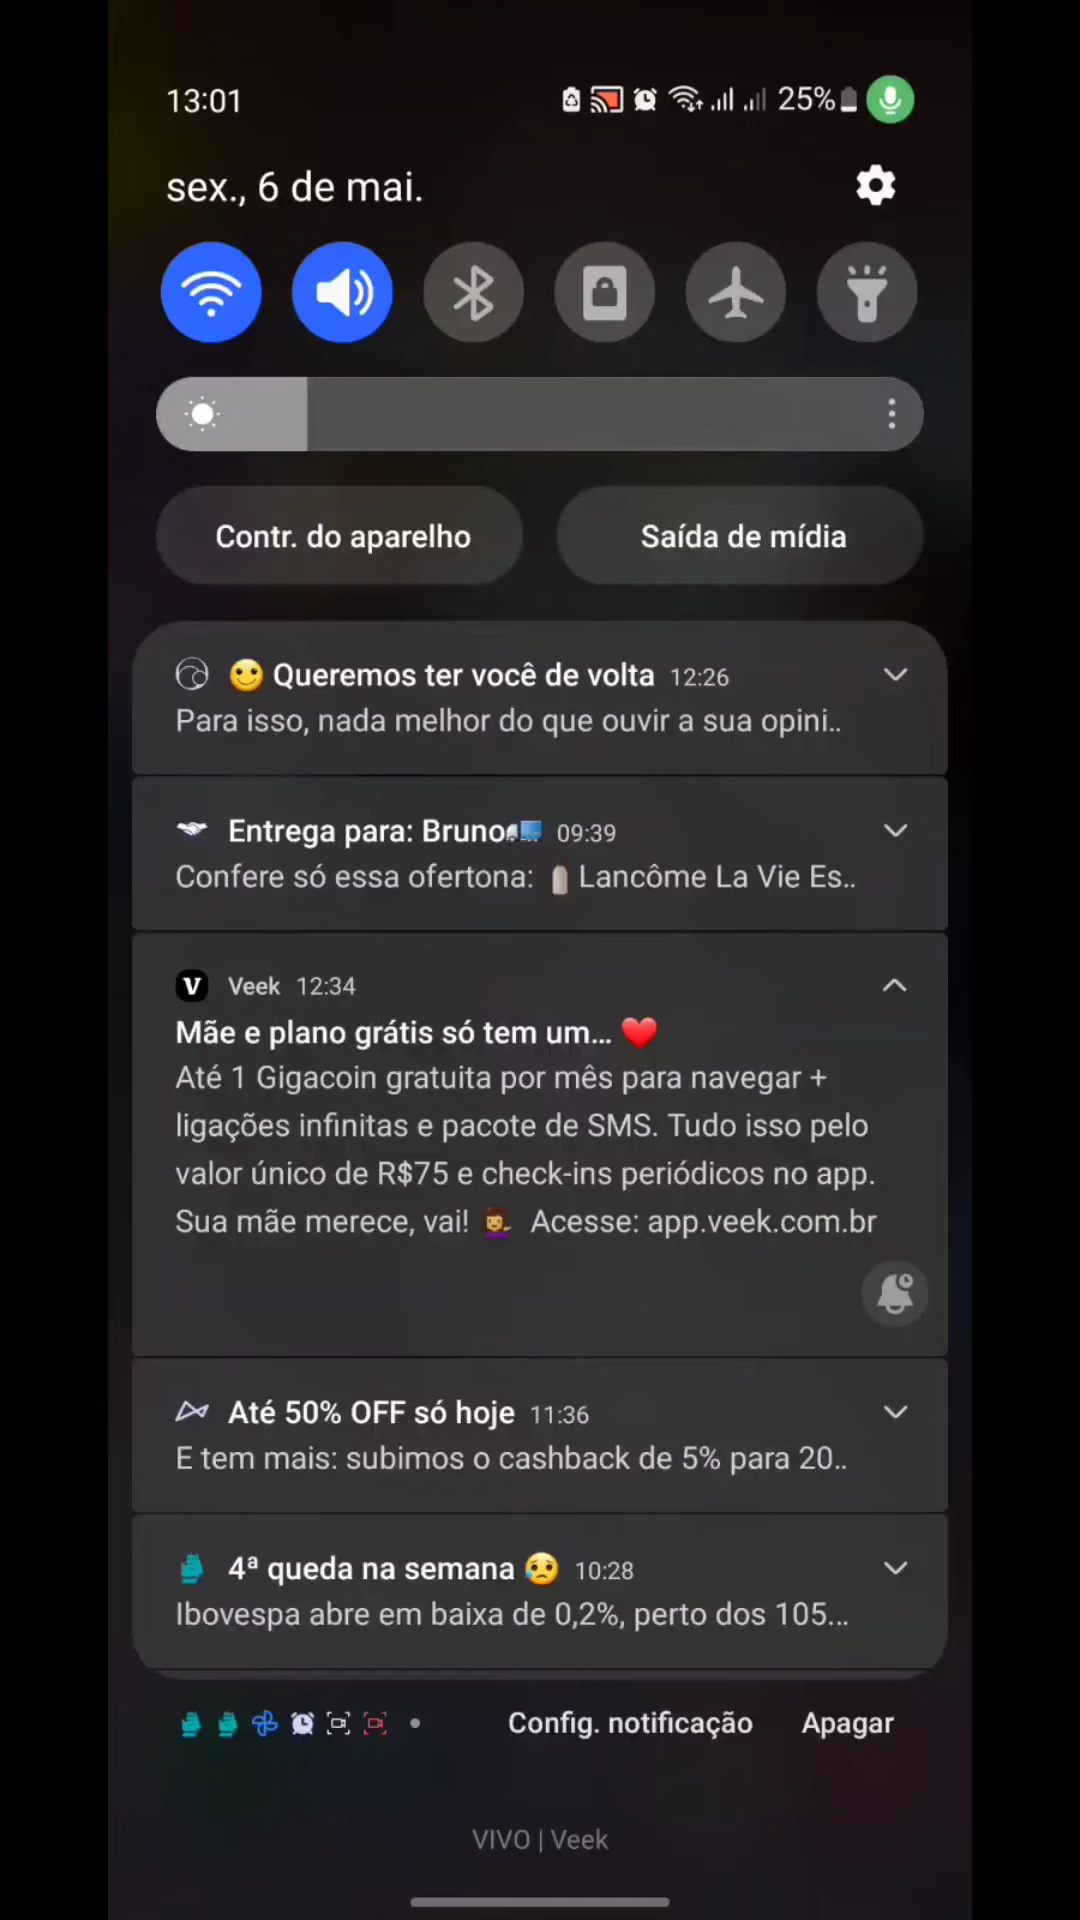 13:01
25%
sex., 6 de mai.
Contr. do aparelho
Saída de mídia
🙂 Queremos ter você de volta 12:26
Para isso, nada melhor do que ouvir a sua opini..
Entrega para: Bruno🚚 09:39
Confere só essa ofertona: Lancôme La Vie Es..
V Veek 12:34
Mãe e plano grátis só tem um... ❤️
Até 1 Gigacoin gratuita por mês para navegar +
ligações infinitas e pacote de SMS. Tudo isso pelo
valor único de R$75 e check-ins periódicos no app.
Sua mãe merece, vai! 💁‍♀️ Acesse: app.veek.com.br
Até 50% OFF só hoje 11:36
E tem mais: subimos o cashback de 5% para 20..
4ª queda na semana 😥 10:28
Ibovespa abre em baixa de 0,2%, perto dos 105...
Config. notificação
Apagar
VIVO | Veek